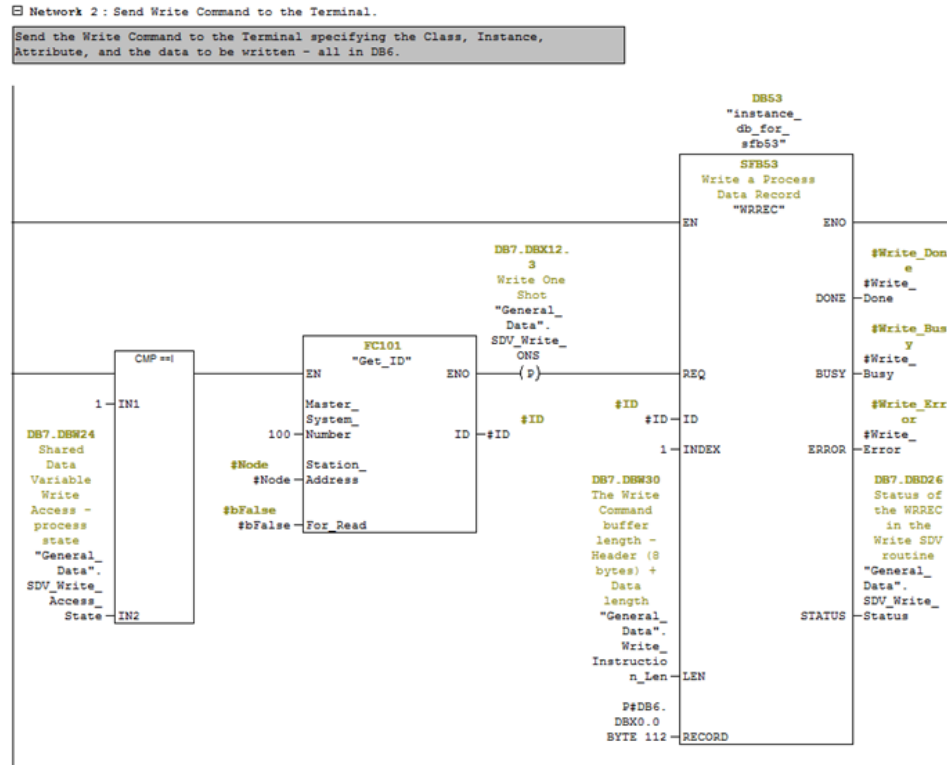 Network 2 : Send Write Command to the Terminal.
Send the Write Command to the Terminal specifying the Class, Instance,
Attribute, and the data to be written - all in DB6.
DB53
"instance_
db_for_
sfb53"
SFB53
Write a Process
Data Record
"WRREC"
EN
ENO
DB7.DBX12.
3
Write One
Shot
"General_
Data".
SDV_Write_
ONS
(P)
#Write_Don
e
#Write_
Done
DONE
CMP ==I
1
IN1
DB7.DBW24
Shared
Data
Variable
Write
Access -
process
state
"General_
Data".
SDV_Write_
Access_
State
IN2
FC101
"Get_ID"
EN
ENO
Master_
System_
100
Number
ID
#ID
#ID
#Node
#Node
Station_
Address
#bFalse
#bFalse
For_Read
REQ
#ID
#ID
ID
1
INDEX
DB7.DBW30
The Write
Command
buffer
length -
Header (8
bytes) +
Data
length
"General_
Data".
Write_
Instructio
n_Len
LEN
P#DB6.
DBX0.0
BYTE 112
RECORD
#Write_Bus
y
#Write_
Busy
BUSY
#Write_Err
or
#Write_
Error
ERROR
DB7.DBD26
Status of
the WRREC
in the
Write SDV
routine
"General_
Data".
SDV_Write_
Status
STATUS